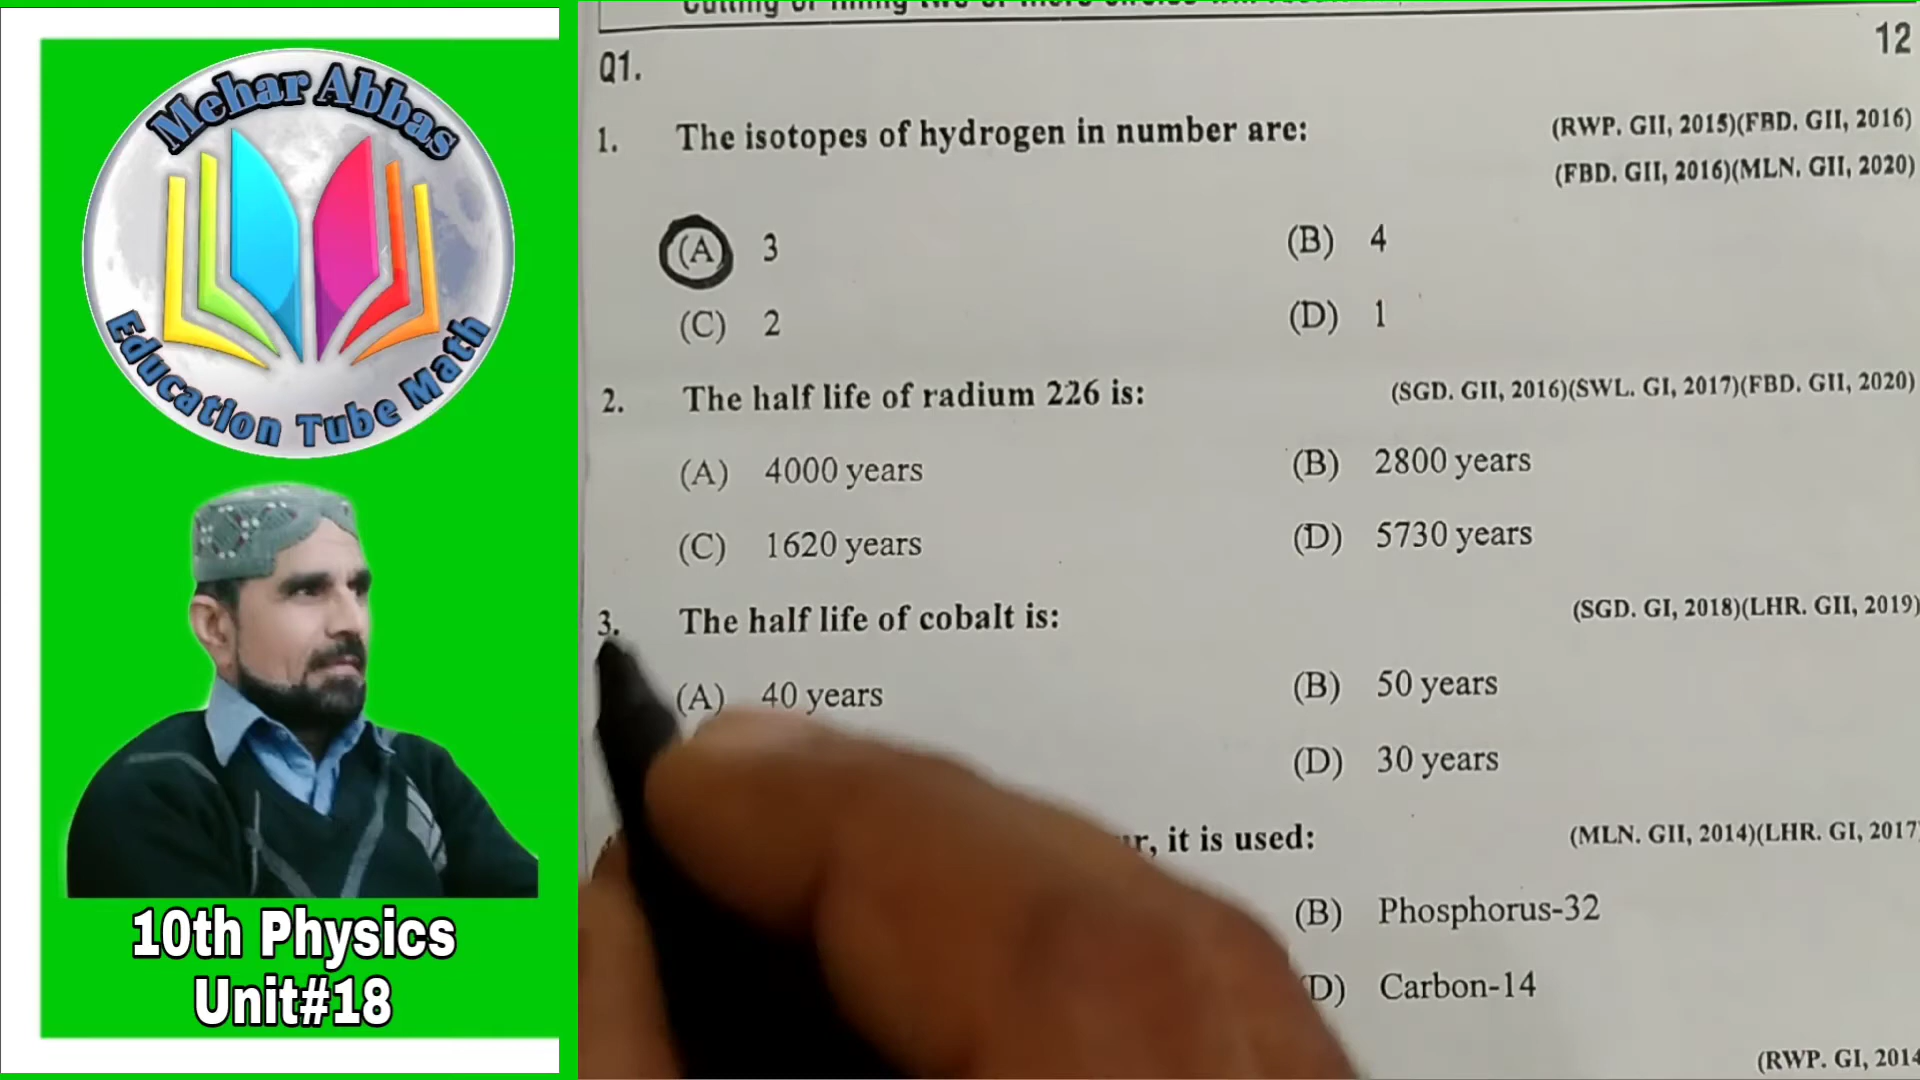 Mehar Abbas
Education Tube Math
10th Physics
Unit#18
12
Q1.
1. The isotopes of hydrogen in number are: (RWP. GII, 2015)(FBD. GII, 2016)
(FBD. GII, 2016)(MLN. GII, 2020)
(A) 3 (B) 4
(C) 2 (D) 1
2. The half life of radium 226 is: (SGD. GII, 2016)(SWL. GI, 2017)(FBD. GII, 2020)
(A) 4000 years (B) 2800 years
(C) 1620 years (D) 5730 years
3. The half life of cobalt is: (SGD. GI, 2018)(LHR. GII, 2019)
(A) 40 years (B) 50 years
(D) 30 years
it is used: (MLN. GII, 2014)(LHR. GI, 2017)
(B) Phosphorus-32
D) Carbon-14
(RWP. GI, 2014